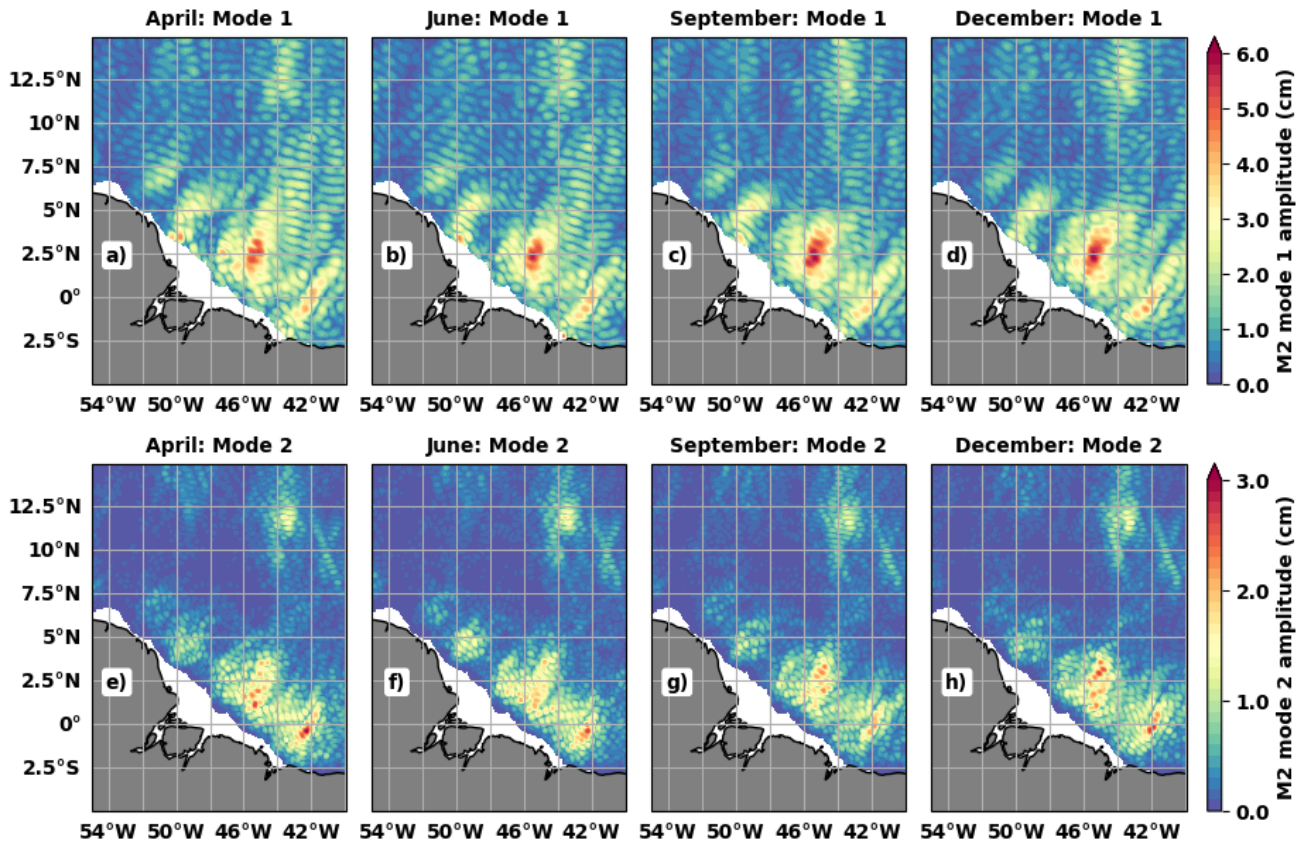 April: Mode 1 June: Mode 1 September: Mode 1 December: Mode 1
12.5°N
10°N
7.5°N
5°N
2.5°N
0°
2.5°S
a) b) c) d)
54°W 50°W 46°W 42°W 54°W 50°W 46°W 42°W 54°W 50°W 46°W 42°W 54°W 50°W 46°W 42°W
6.0
5.0
4.0
3.0
2.0
1.0
0.0
M2 mode 1 amplitude (cm)
April: Mode 2 June: Mode 2 September: Mode 2 December: Mode 2
12.5°N
10°N
7.5°N
5°N
2.5°N
0°
2.5°S
e) f) g) h)
54°W 50°W 46°W 42°W 54°W 50°W 46°W 42°W 54°W 50°W 46°W 42°W 54°W 50°W 46°W 42°W
3.0
2.0
1.0
0.0
M2 mode 2 amplitude (cm)